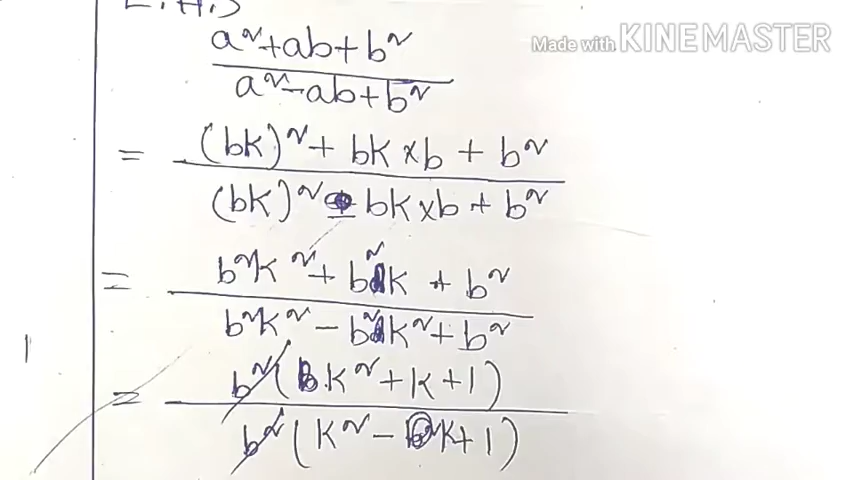 L.H.S
Made with KINEMASTER
a²+ab+b²
a²-ab+b²
= (bk)²+ bk×b + b²
(bk)² - bk×b + b²
= b²k² + b²k + b²
b²k² - b²k²+b²
= b²(k²+k+1)
b²(k²-k+1)